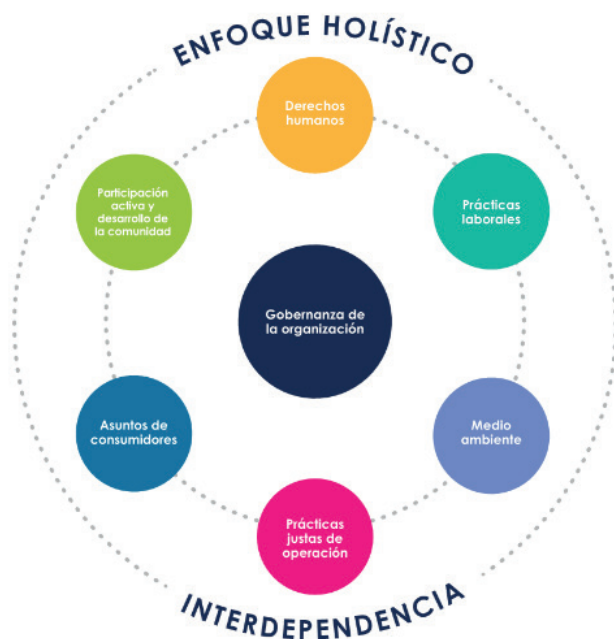 ENFOQUE HOLÍSTICO
Derechos
humanos
Participación
activa y
desarrollo de
la comunidad
Prácticas
laborales
Gobernanza de
la organización
Asuntos de
consumidores
Medio
ambiente
Prácticas
justas de
operación
INTERDEPENDENCIA